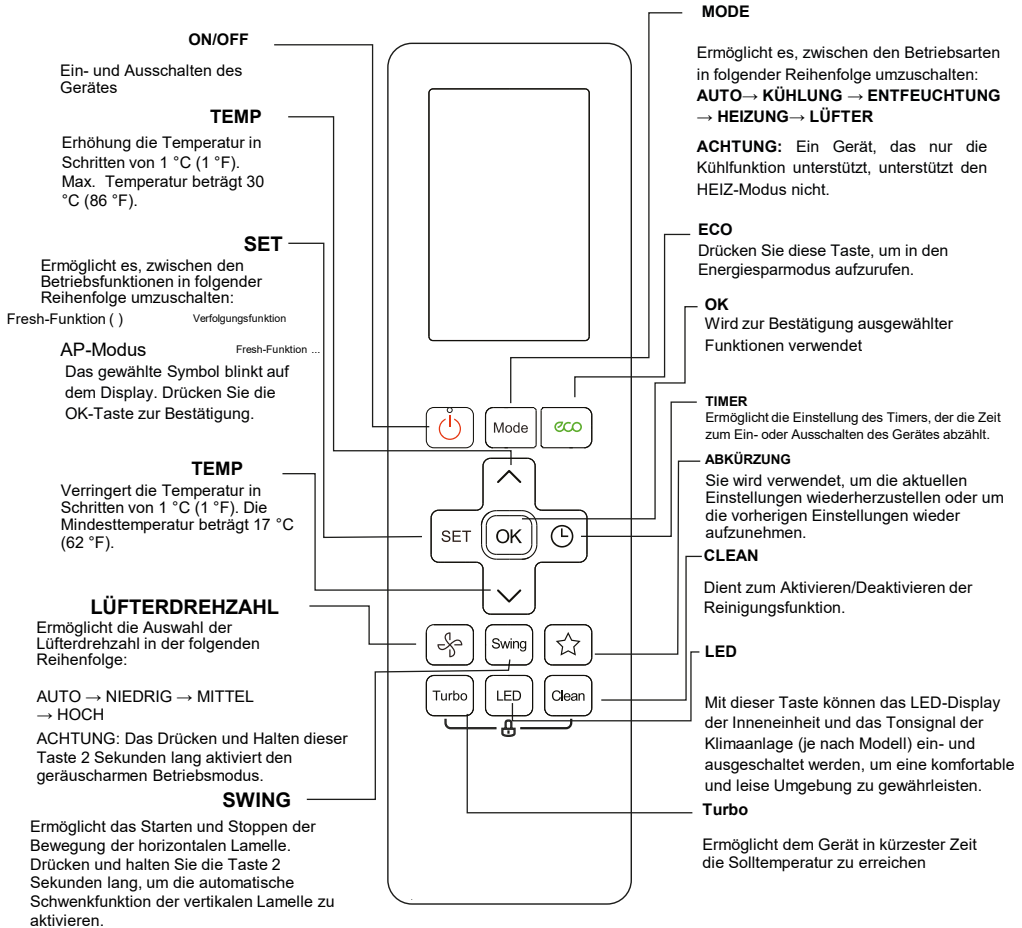 ON/OFF
Ein- und Ausschalten des
Gerätes
TEMP
Erhöhung die Temperatur in
Schritten von 1 °C (1 °F).
Max. Temperatur beträgt 30
°C (86 °F).
SET
Ermöglicht es, zwischen den
Betriebsfunktionen in folgender
Reihenfolge umzuschalten:
Fresh-Funktion ( ) Verfolgungsfunktion
AP-Modus Fresh-Funktion ...
Das gewählte Symbol blinkt auf
dem Display. Drücken Sie die
OK-Taste zur Bestätigung.
TEMP
Verringert die Temperatur in
Schritten von 1 °C (1 °F). Die
Mindesttemperatur beträgt 17 °C
(62 °F).
LÜFTERDREHZAHL
Ermöglicht die Auswahl der
Lüfterdrehzahl in der folgenden
Reihenfolge:
AUTO → NIEDRIG → MITTEL
→ HOCH
ACHTUNG: Das Drücken und Halten dieser
Taste 2 Sekunden lang aktiviert den
geräuscharmen Betriebsmodus.
SWING
Ermöglicht das Starten und Stoppen der
Bewegung der horizontalen Lamelle.
Drücken und halten Sie die Taste 2
Sekunden lang, um die automatische
Schwenkfunktion der vertikalen Lamelle zu
aktivieren.
Mode
eco
SET
OK
Swing
Turbo
LED
Clean
MODE
Ermöglicht es, zwischen den Betriebsarten
in folgender Reihenfolge umzuschalten:
AUTO→ KÜHLUNG → ENTFEUCHTUNG
→ HEIZUNG→ LÜFTER
ACHTUNG: Ein Gerät, das nur die
Kühlfunktion unterstützt, unterstützt den
HEIZ-Modus nicht.
ECO
Drücken Sie diese Taste, um in den
Energiesparmodus aufzurufen.
OK
Wird zur Bestätigung ausgewählter
Funktionen verwendet
TIMER
Ermöglicht die Einstellung des Timers, der die Zeit
zum Ein- oder Ausschalten des Gerätes abzählt.
ABKÜRZUNG
Sie wird verwendet, um die aktuellen
Einstellungen wiederherzustellen oder um
die vorherigen Einstellungen wieder
aufzunehmen.
CLEAN
Dient zum Aktivieren/Deaktivieren der
Reinigungsfunktion.
LED
Mit dieser Taste können das LED-Display
der Inneneinheit und das Tonsignal der
Klimaanlage (je nach Modell) ein- und
ausgeschaltet werden, um eine komfortable
und leise Umgebung zu gewährleisten.
Turbo
Ermöglicht dem Gerät in kürzester Zeit
die Solltemperatur zu erreichen